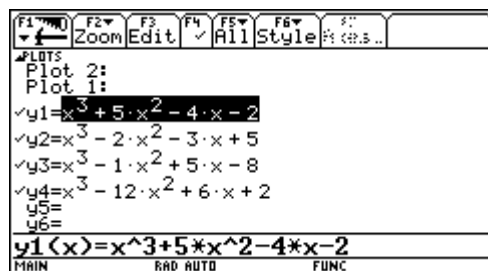 F1 F2 F3 F4 F5 F6
Zoom Edit ✓ All Style
PLOTS
Plot 2:
Plot 1:
✓y1=x³ + 5·x² - 4·x - 2
✓y2=x³ - 2·x² - 3·x + 5
✓y3=x³ - 1·x² + 5·x - 8
✓y4=x³ - 12·x² + 6·x + 2
y5=
y6=
y1(x)=x^3+5*x^2-4*x-2
MAIN RAD AUTO FUNC